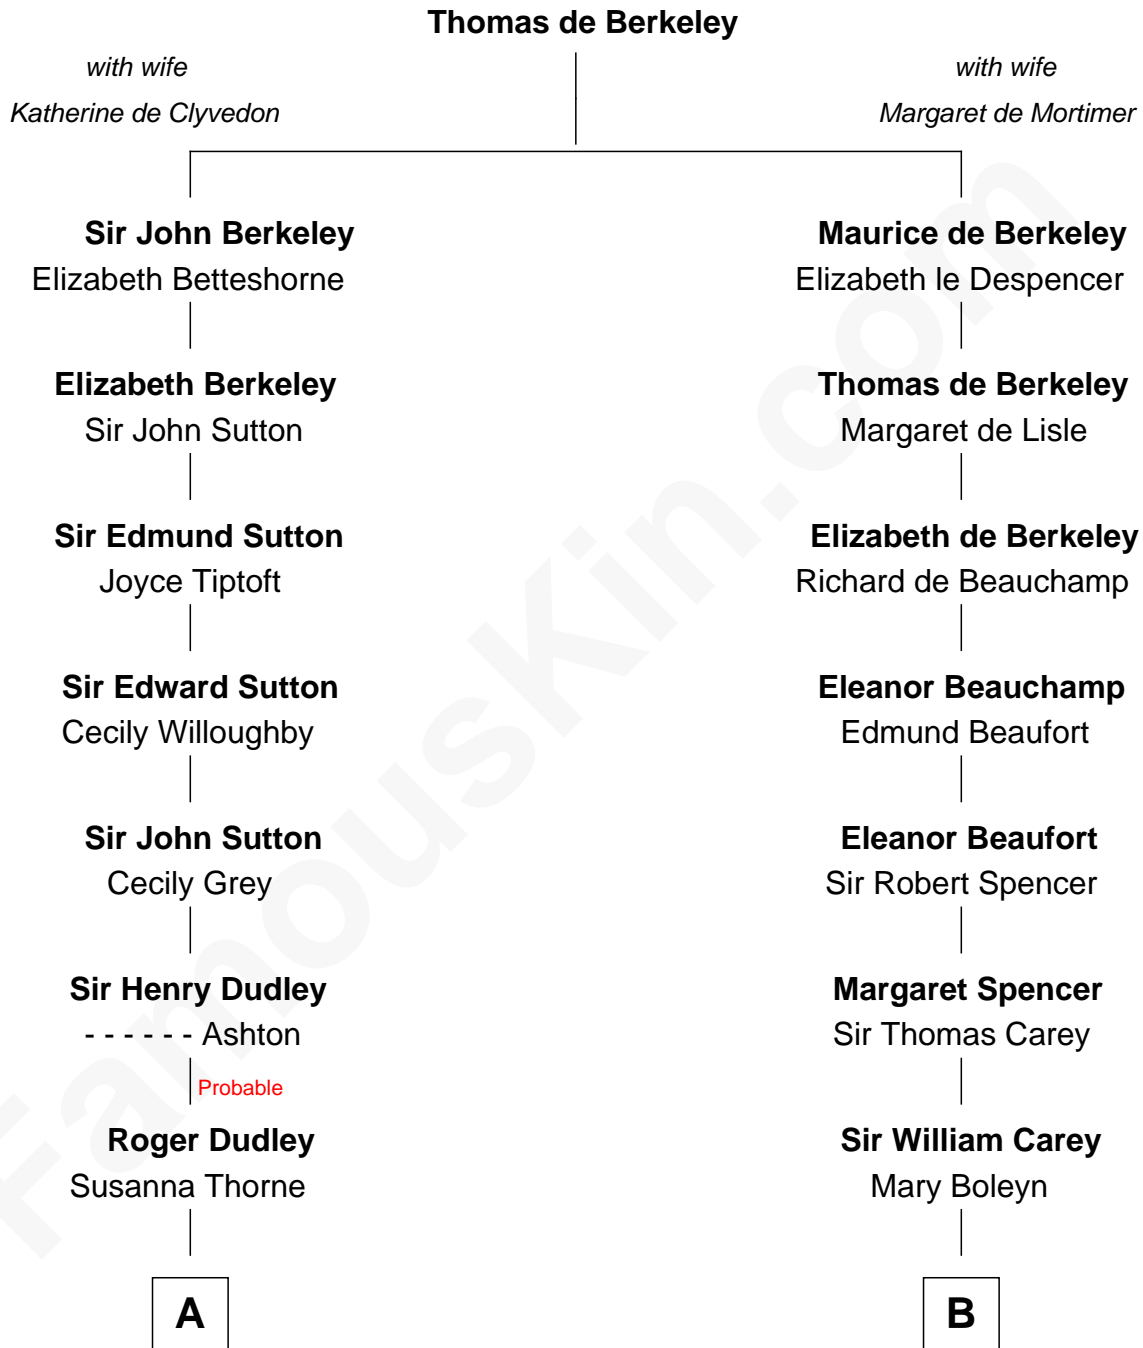 Thomas de Berkeley
with wife
Katherine de Clyvedon
with wife
Margaret de Mortimer
Sir John Berkeley
Elizabeth Betteshorne
Maurice de Berkeley
Elizabeth le Despencer
Elizabeth Berkeley
Sir John Sutton
Thomas de Berkeley
Margaret de Lisle
Sir Edmund Sutton
Joyce Tiptoft
Elizabeth de Berkeley
Richard de Beauchamp
Sir Edward Sutton
Cecily Willoughby
Eleanor Beauchamp
Edmund Beaufort
Sir John Sutton
Cecily Grey
Eleanor Beaufort
Sir Robert Spencer
Sir Henry Dudley
- - - - - - Ashton
Probable
Margaret Spencer
Sir Thomas Carey
Roger Dudley
Susanna Thorne
Sir William Carey
Mary Boleyn
A
B
FamousKin.com